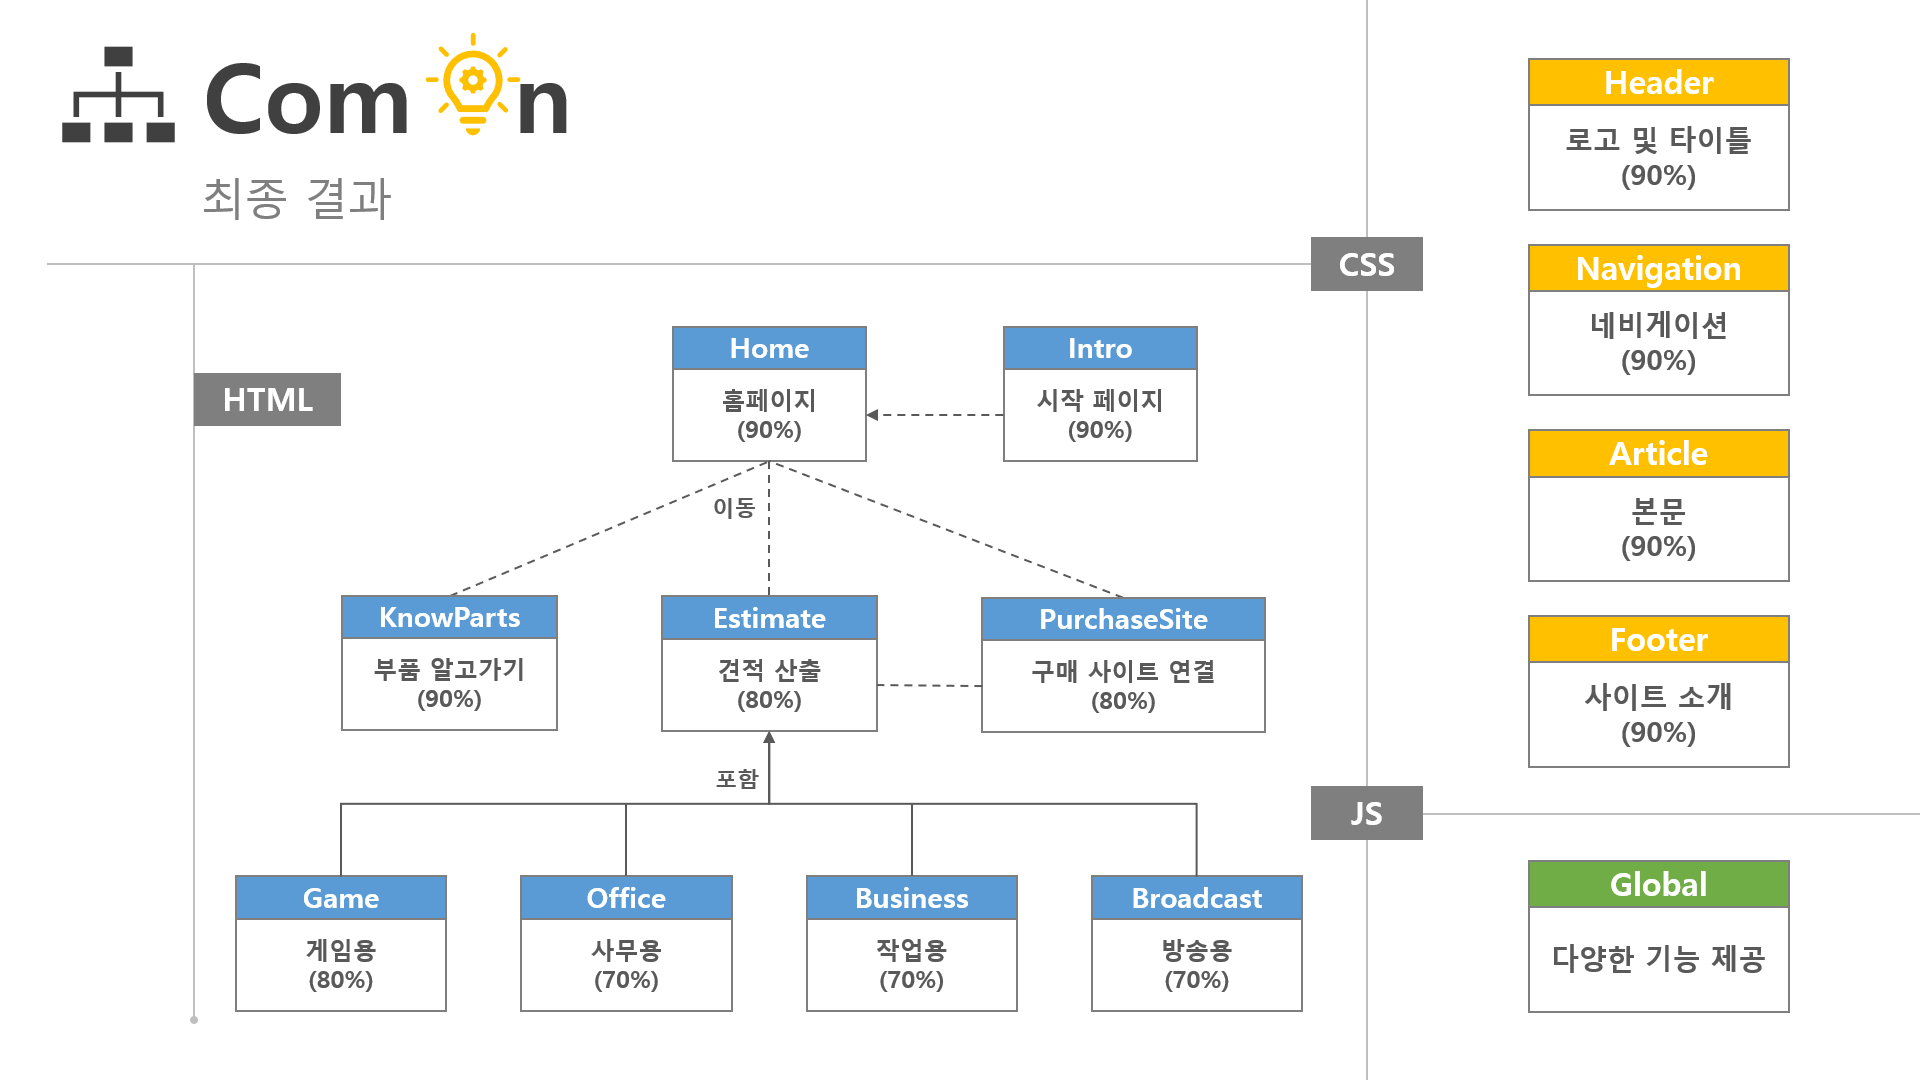 Com n
최종 결과
HTML
Home
홈페이지
(90%)
Intro
시작 페이지
(90%)
이동
KnowParts
부품 알고가기
(90%)
Estimate
견적 산출
(80%)
PurchaseSite
구매 사이트 연결
(80%)
포함
Game
게임용
(80%)
Office
사무용
(70%)
Business
작업용
(70%)
Broadcast
방송용
(70%)
CSS
Header
로고 및 타이틀
(90%)
Navigation
네비게이션
(90%)
Article
본문
(90%)
Footer
사이트 소개
(90%)
JS
Global
다양한 기능 제공